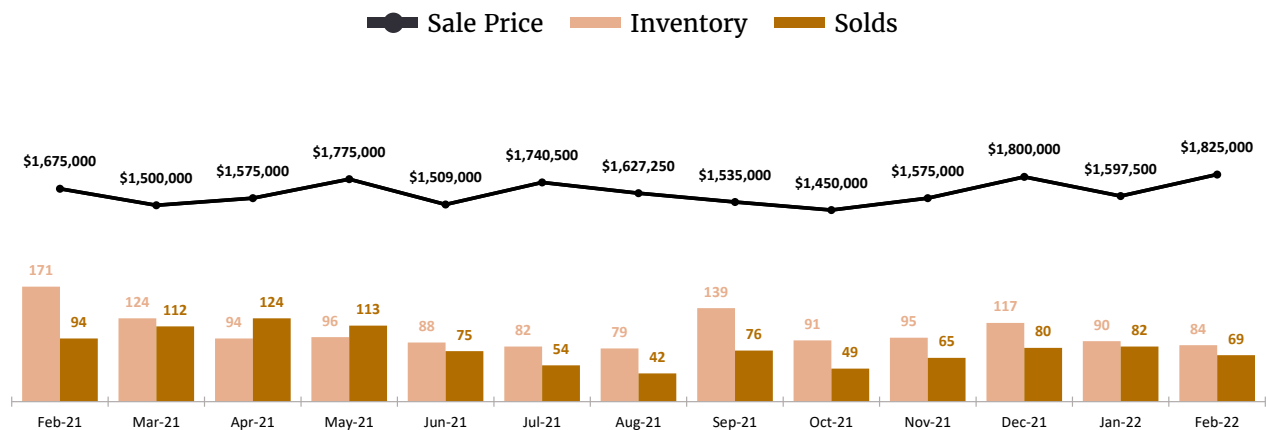 Sale Price Inventory Solds
$1,675,000 $1,500,000 $1,575,000 $1,775,000 $1,509,000 $1,740,500 $1,627,250 $1,535,000 $1,450,000 $1,575,000 $1,800,000 $1,597,500 $1,825,000
171 94 124 112 94 124 96 113 88 75 82 54 79 42 139 76 91 49 95 65 117 80 90 82 84 69
Feb-21 Mar-21 Apr-21 May-21 Jun-21 Jul-21 Aug-21 Sep-21 Oct-21 Nov-21 Dec-21 Jan-22 Feb-22